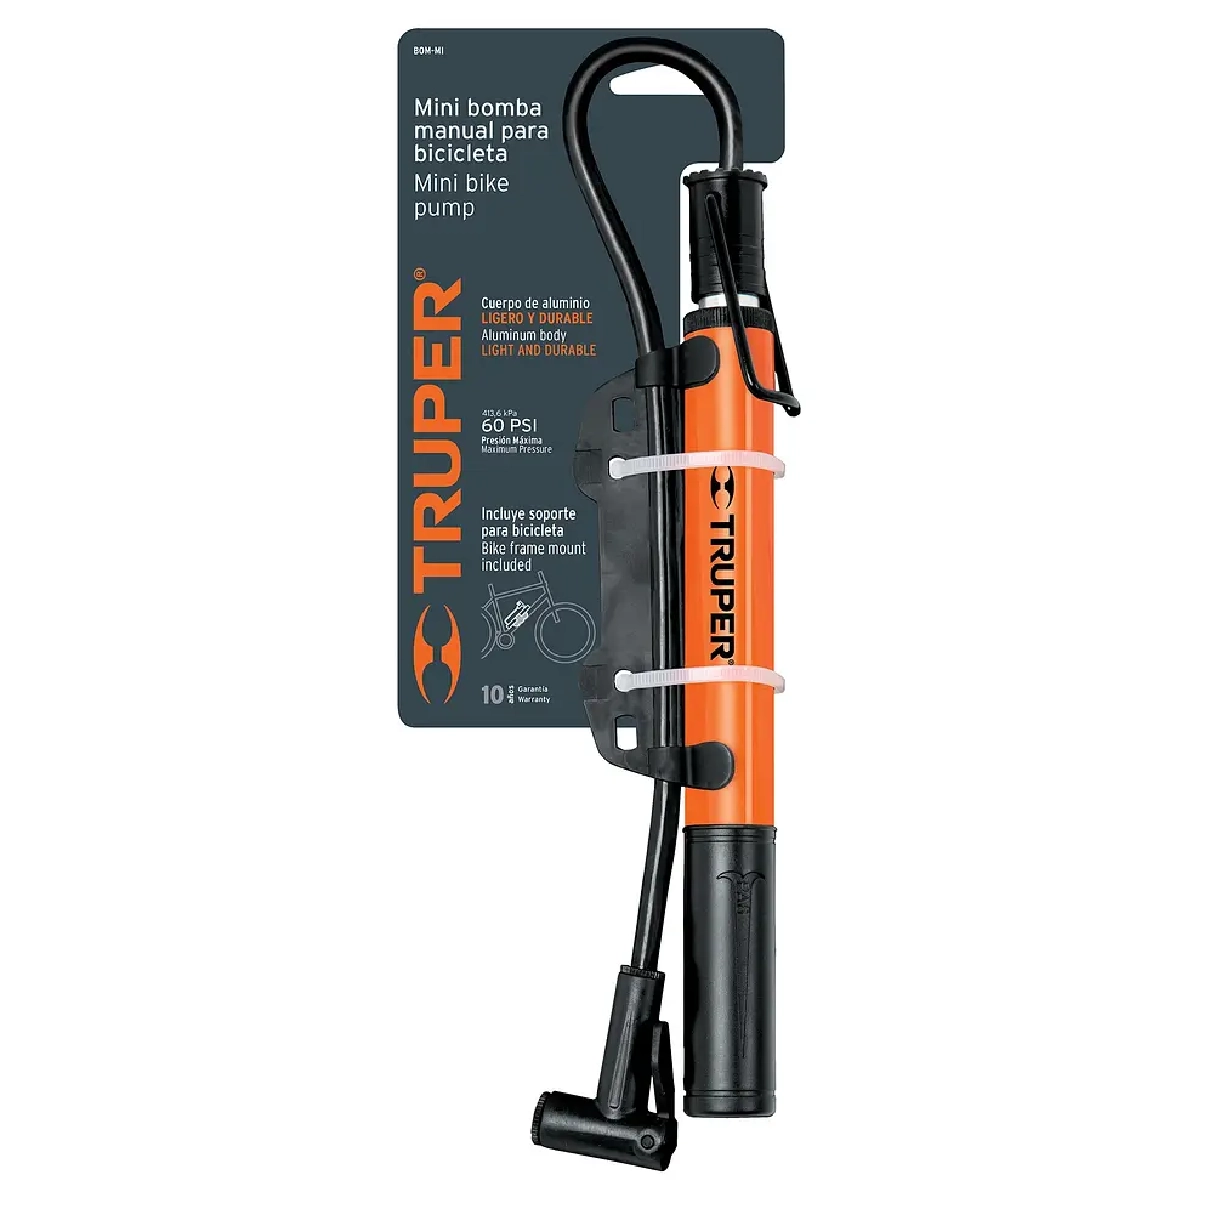 BOM-MI
Mini bomba
manual para
bicicleta
Mini bike
pump
TRUPER®
Cuerpo de aluminio
LIGERO Y DURABLE
Aluminum body
LIGHT AND DURABLE
413,6 kPa
60 PSI
Presión Máxima
Maximum Pressure
Incluye soporte
para bicicleta
Bike frame mount
included
10 años Garantía
Warranty
TRUPER®